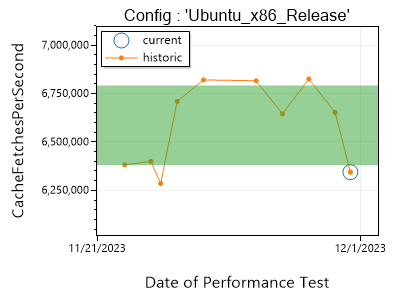 Config : 'Ubuntu_x86_Release'
current
historic
7,000,000
6,750,000
6,500,000
6,250,000
CacheFetchesPerSecond
11/21/2023
12/1/2023
Date of Performance Test